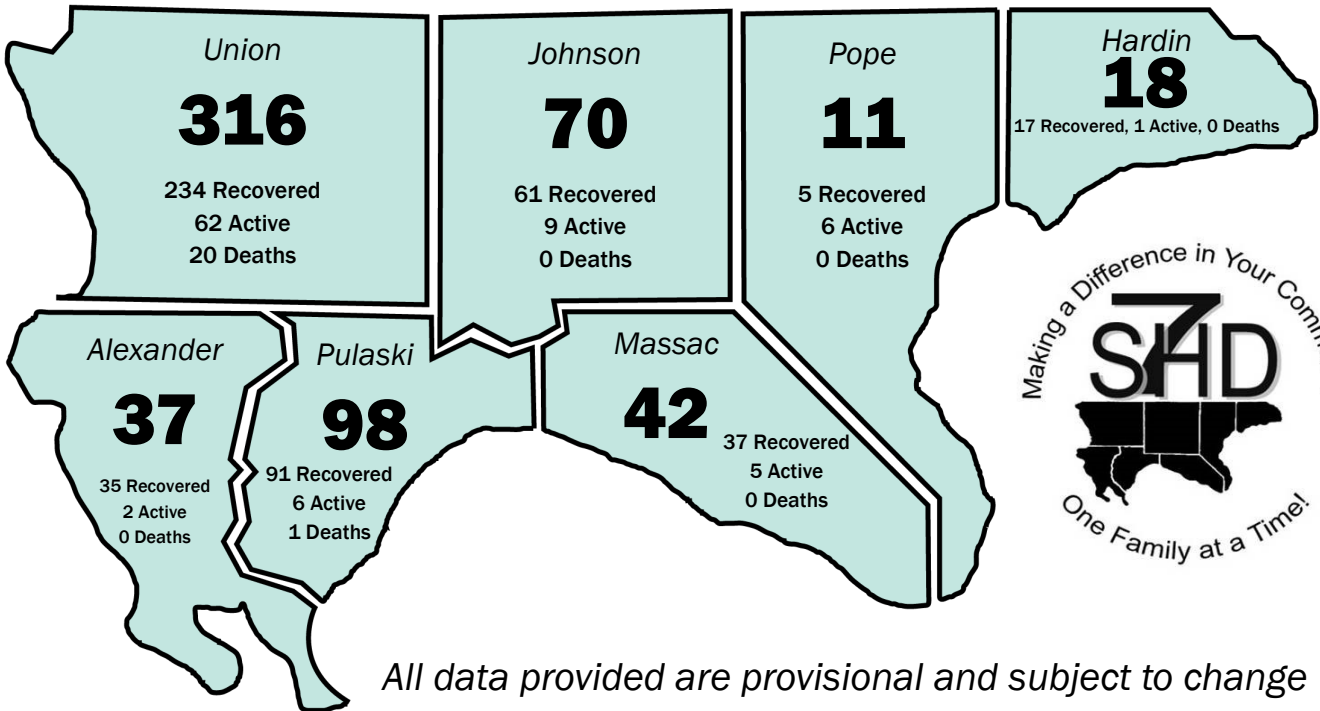 Union
316
234 Recovered
62 Active
20 Deaths
Johnson
70
61 Recovered
9 Active
0 Deaths
Pope
11
5 Recovered
6 Active
0 Deaths
Hardin
18
17 Recovered, 1 Active, 0 Deaths
Alexander
37
35 Recovered
2 Active
0 Deaths
Pulaski
98
91 Recovered
6 Active
1 Deaths
Massac
42
37 Recovered
5 Active
0 Deaths
Making a Difference in Your Comm
S7HD
One Family at a Time!
All data provided are provisional and subject to change